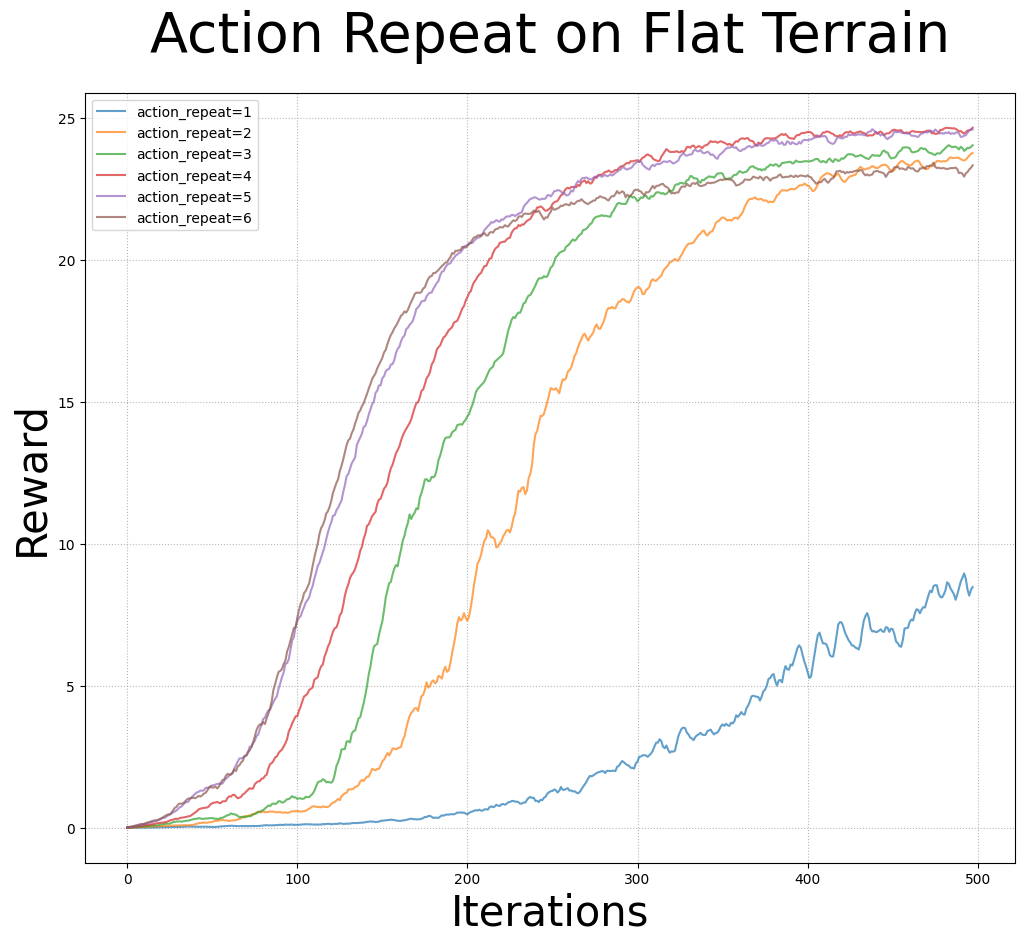 Action Repeat on Flat Terrain
action_repeat=1
action_repeat=2
action_repeat=3
action_repeat=4
action_repeat=5
action_repeat=6
25
20
15
10
5
0
Reward
0 100 200 300 400 500
Iterations